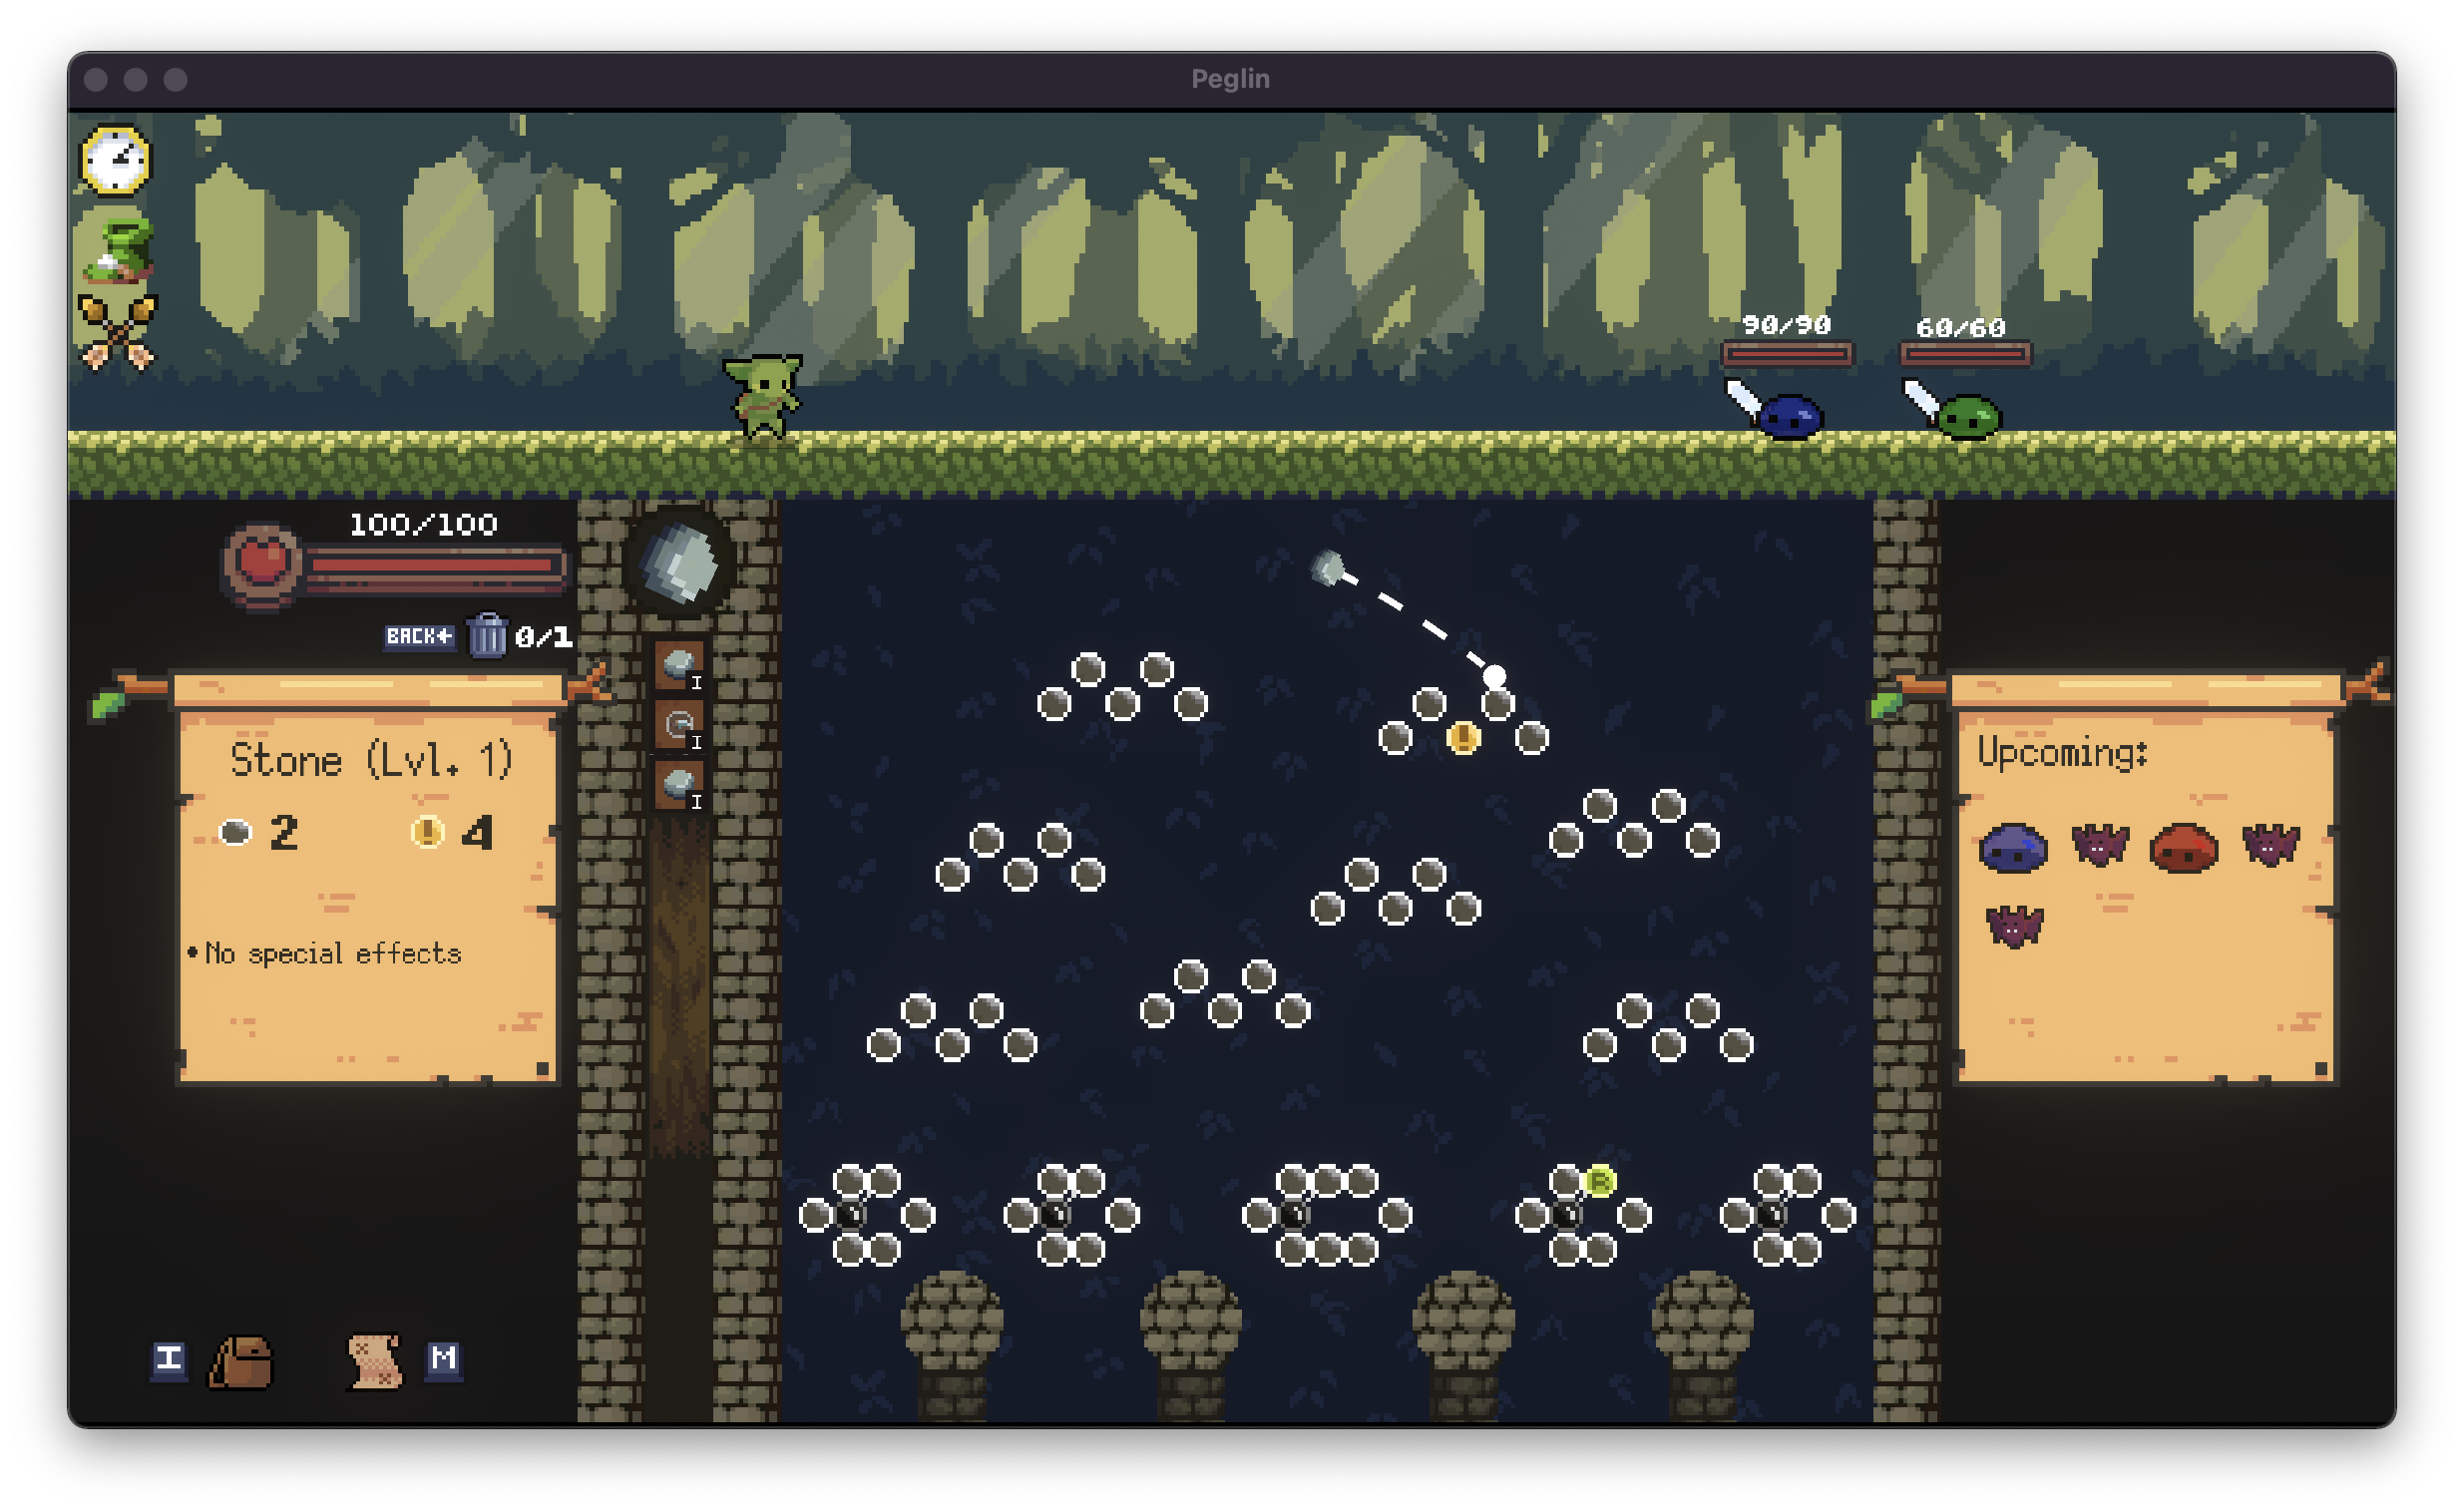 Peglin
90/90
60/60
100/100
BACK←
0/1
I
I
I
Stone (Lvl. 1)
2
! 4
• No special effects
Upcoming:
R
I
M